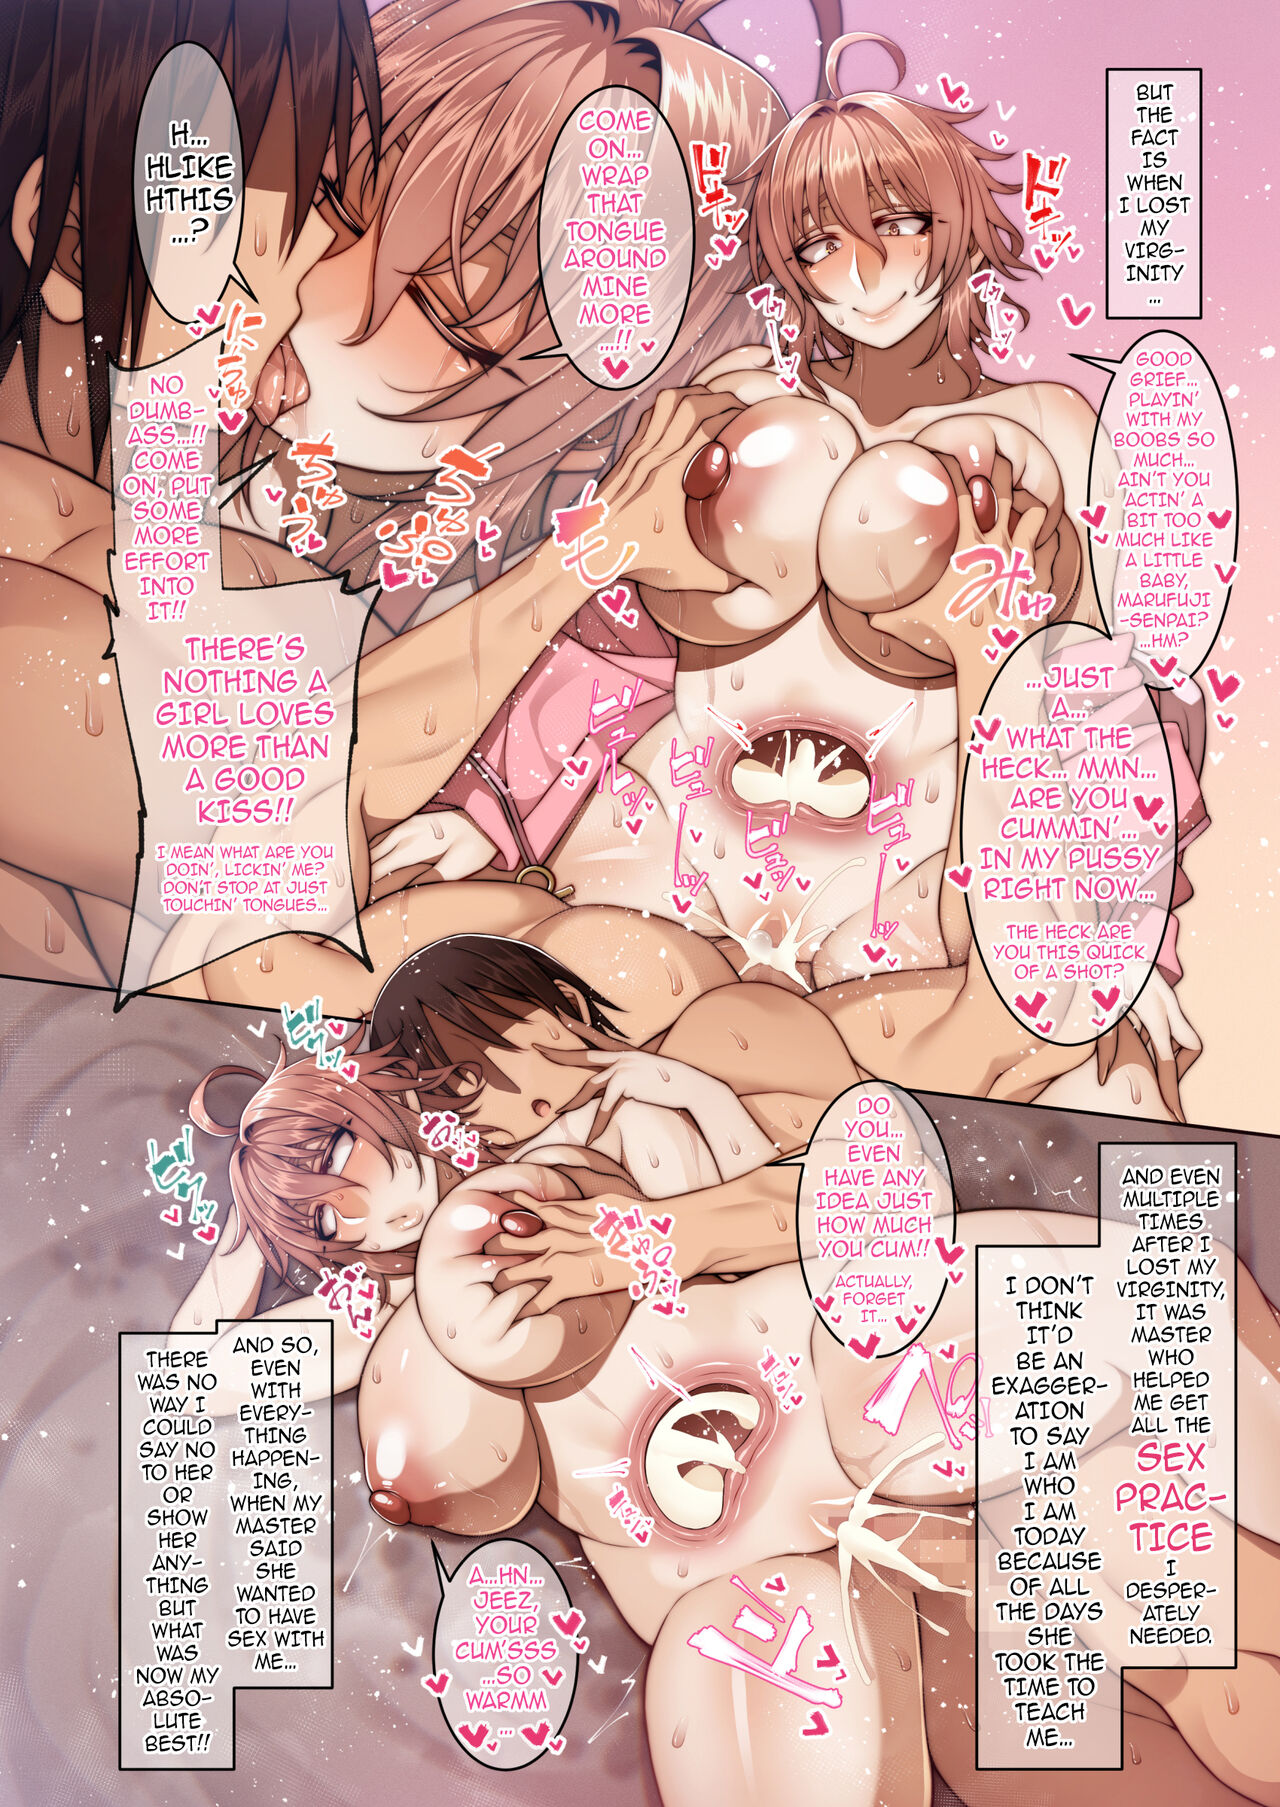 BUT
THE
FACT
IS
WHEN
I LOST
MY
VIRG-
INITY
...
COME
ON...
WRAP
THAT
TONGUE
AROUND
MINE
MORE
...!!
H...
HLIKE
HTHIS
...?
GOOD
GRIEF...
PLAYIN'
WITH MY
BOOBS SO
MUCH...
AIN'T YOU
ACTIN' A
BIT TOO
MUCH LIKE
A LITTLE
BABY,
MARUFUJI
-SENPAI?
...HM?
NO
DUMB-
ASS...!!
COME
ON, PUT
SOME
MORE
EFFORT
INTO
IT!!
THERE'S
NOTHING A
GIRL LOVES
MORE THAN
A GOOD
KISS!!
I MEAN WHAT ARE YOU
DOIN', LICKIN' ME?
DON'T STOP AT JUST
TOUCHIN' TONGUES...
...JUST
A...
WHAT THE
HECK... MMN...
ARE YOU
CUMMIN'...
IN MY PUSSY
RIGHT NOW...
THE HECK ARE
YOU THIS QUICK
OF A SHOT?
モ
みゅ
DO
YOU...
EVEN
HAVE ANY
IDEA JUST
HOW MUCH
YOU CUM!!
ACTUALLY,
FORGET
IT...
AND EVEN
MULTIPLE
TIMES
AFTER I
LOST MY
VIRGINITY,
IT WAS
MASTER
WHO
HELPED
ME GET
ALL THE
SEX
PRAC-
TICE
I
DESPER-
ATELY
NEEDED.
I DON'T
THINK
IT'D
BE AN
EXAGGER-
ATION
TO SAY
I AM
WHO
I AM
TODAY
BECAUSE
OF ALL
THE DAYS
SHE
TOOK THE
TIME TO
TEACH
ME...
AND SO,
EVEN
WITH
EVERY-
THING
HAPPEN-
ING,
WHEN MY
MASTER
SAID
SHE
WANTED
TO HAVE
SEX WITH
ME...
THERE
WAS NO
WAY I
COULD
SAY NO
TO HER
OR
SHOW
HER
ANY-
THING
BUT
WHAT
WAS
NOW MY
ABSO-
LUTE
BEST!!
A...HN...
JEEZ,
YOUR
CUM'SSS
...SO
WARMM
...